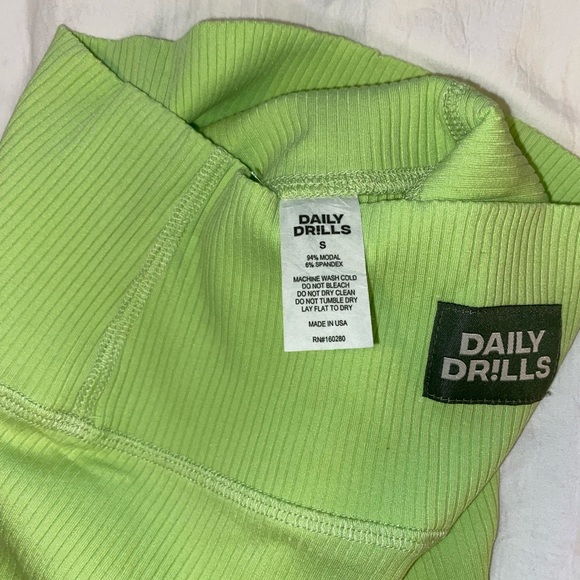 DAILY
DR!LLS
S
94% MODAL
6% SPANDEX
MACHINE WASH COLD
DO NOT BLEACH
DO NOT DRY CLEAN
DO NOT TUMBLE DRY
LAY FLAT TO DRY
MADE IN USA
RN#160280
DAILY
DR!LLS